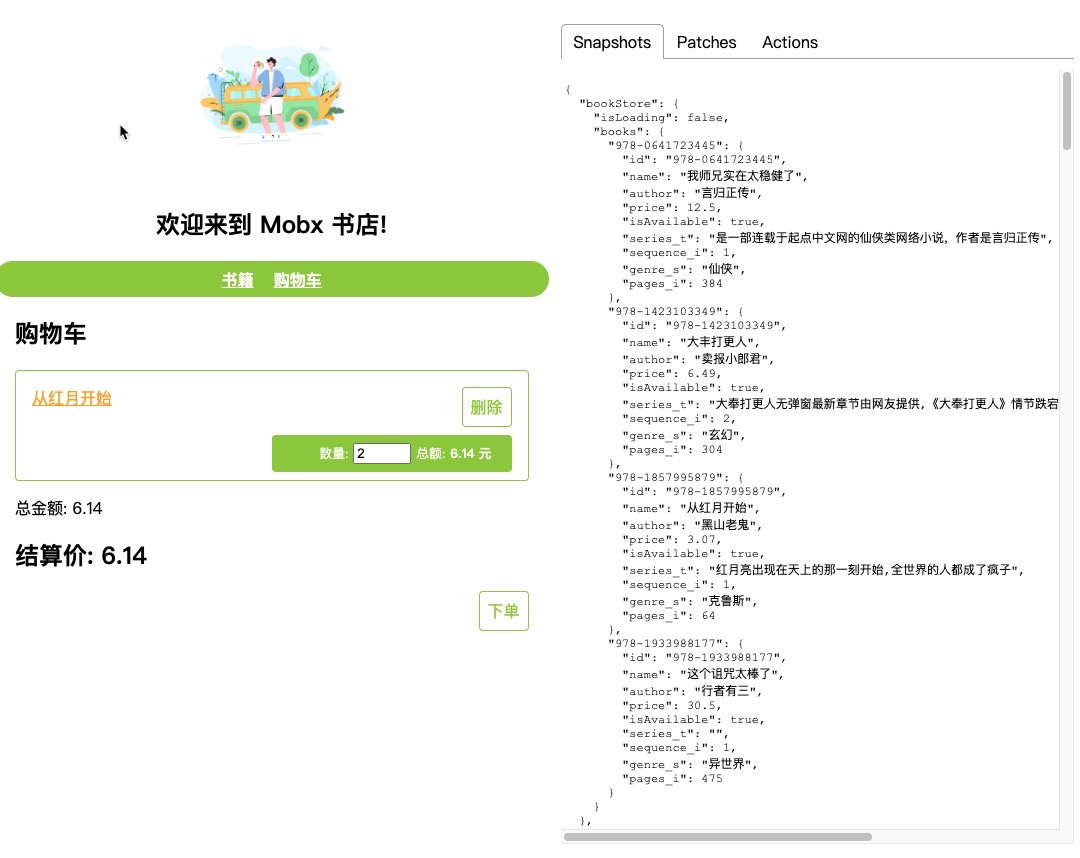 欢迎来到 Mobx 书店!
书籍 购物车
购物车
从红月开始
删除
数量: 2 总额: 6.14 元
总金额: 6.14
结算价: 6.14
下单
Snapshots Patches Actions
{
"bookStore": {
"isLoading": false,
"books": {
"978-0641723445": {
"id": "978-0641723445",
"name": "我师兄实在太稳健了",
"author": "言归正传",
"price": 12.5,
"isAvailable": true,
"series_t": "是一部连载于起点中文网的仙侠类网络小说，作者是言归正传",
"sequence_i": 1,
"genre_s": "仙侠",
"pages_i": 384
},
"978-1423103349": {
"id": "978-1423103349",
"name": "大丰打更人",
"author": "卖报小郎君",
"price": 6.49,
"isAvailable": true,
"series_t": "大奉打更人无弹窗最新章节由网友提供，《大奉打更人》情节跌宕
"sequence_i": 2,
"genre_s": "玄幻",
"pages_i": 304
},
"978-1857995879": {
"id": "978-1857995879",
"name": "从红月开始",
"author": "黑山老鬼",
"price": 3.07,
"isAvailable": true,
"series_t": "红月亮出现在天上的那一刻开始,全世界的人都成了疯子",
"sequence_i": 1,
"genre_s": "克鲁斯",
"pages_i": 64
},
"978-1933988177": {
"id": "978-1933988177",
"name": "这个诅咒太棒了",
"author": "行者有三",
"price": 30.5,
"isAvailable": true,
"series_t": "",
"sequence_i": 1,
"genre_s": "异世界",
"pages_i": 475
}
}
},